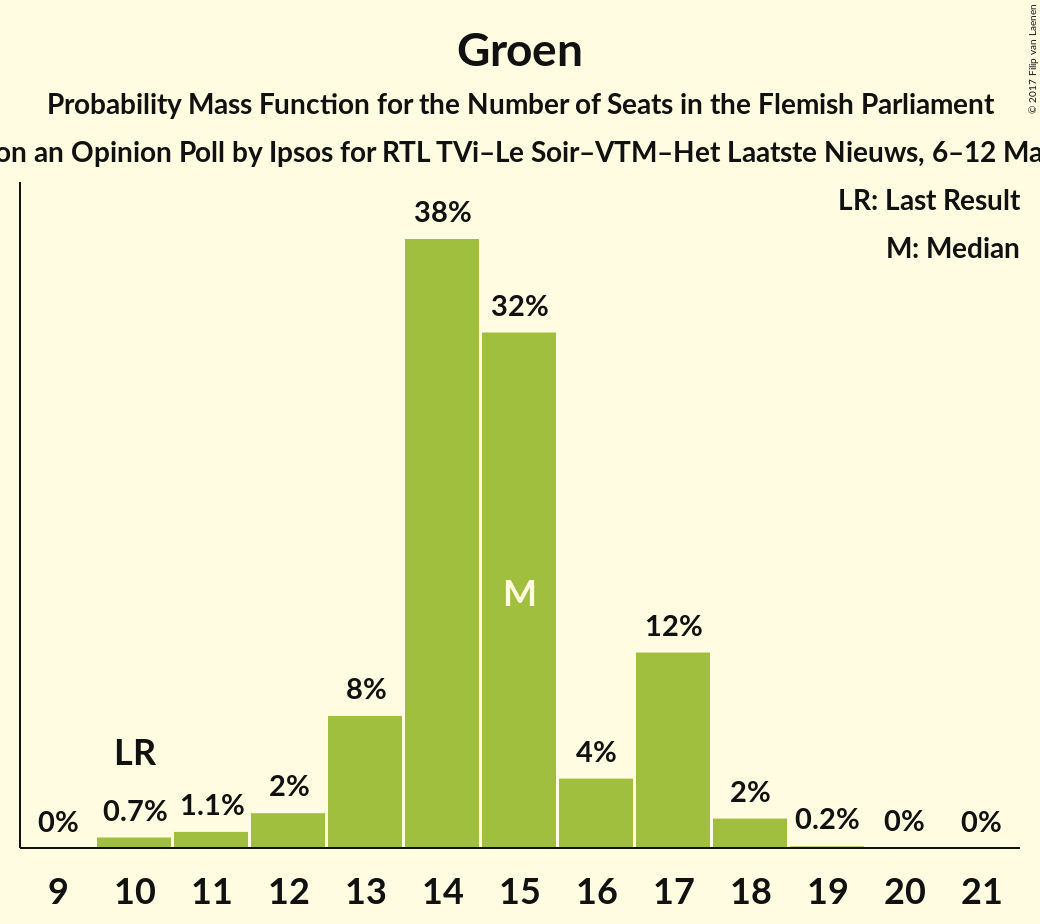 Groen
Probability Mass Function for the Number of Seats in the Flemish Parliament
on an Opinion Poll by Ipsos for RTL TVi–Le Soir–VTM–Het Laatste Nieuws, 6–12 Ma
© 2017 Filip van Laenen
LR: Last Result
M: Median
38%
32%
M
12%
8%
4%
LR
2%
2%
0%
0.7%
1.1%
0.2%
0%
0%
9 10 11 12 13 14 15 16 17 18 19 20 21